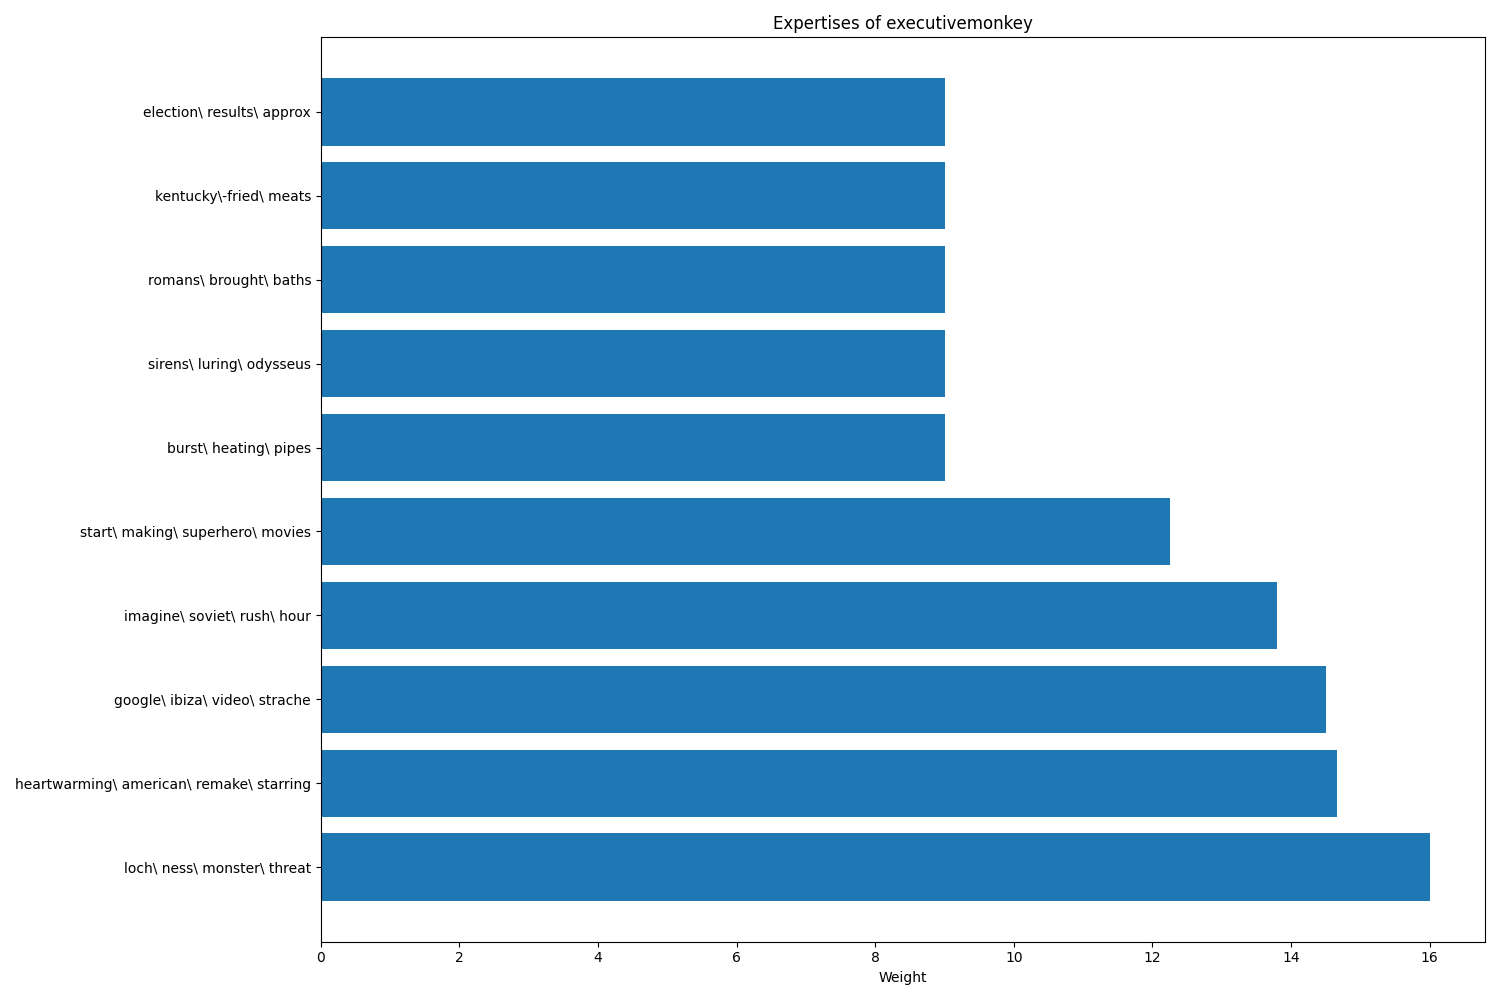 Expertises of executivemonkey
election\ results\ approx
kentucky\-fried\ meats
romans\ brought\ baths
sirens\ luring\ odysseus
burst\ heating\ pipes
start\ making\ superhero\ movies
imagine\ soviet\ rush\ hour
google\ ibiza\ video\ strache
heartwarming\ american\ remake\ starring
loch\ ness\ monster\ threat
0 2 4 6 8 10 12 14 16
Weight